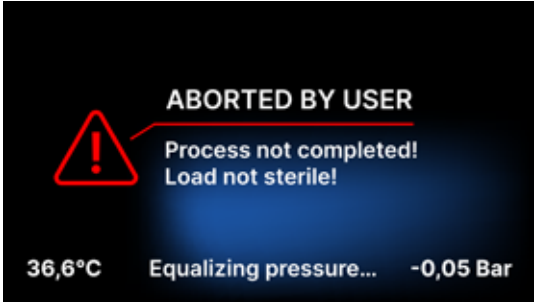 ABORTED BY USER
Process not completed!
Load not sterile!
36,6°C Equalizing pressure... -0,05 Bar